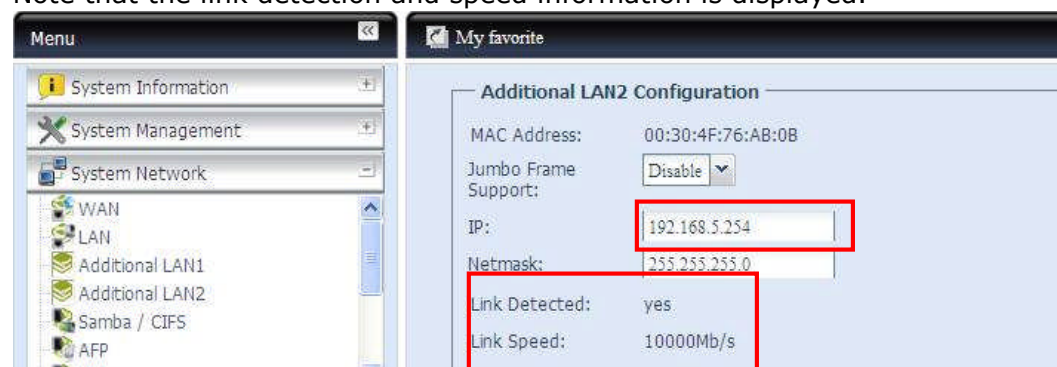 Note that the link detection and speed information is displayed.
Menu
System Information
System Management
System Network
WAN
LAN
Additional LAN1
Additional LAN2
Samba / CIFS
AFP
My favorite
Additional LAN2 Configuration
MAC Address: 00:30:4F:76:AB:0B
Jumbo Frame Support: Disable
IP: 192.168.5.254
Netmask: 255.255.255.0
Link Detected: yes
Link Speed: 10000Mb/s